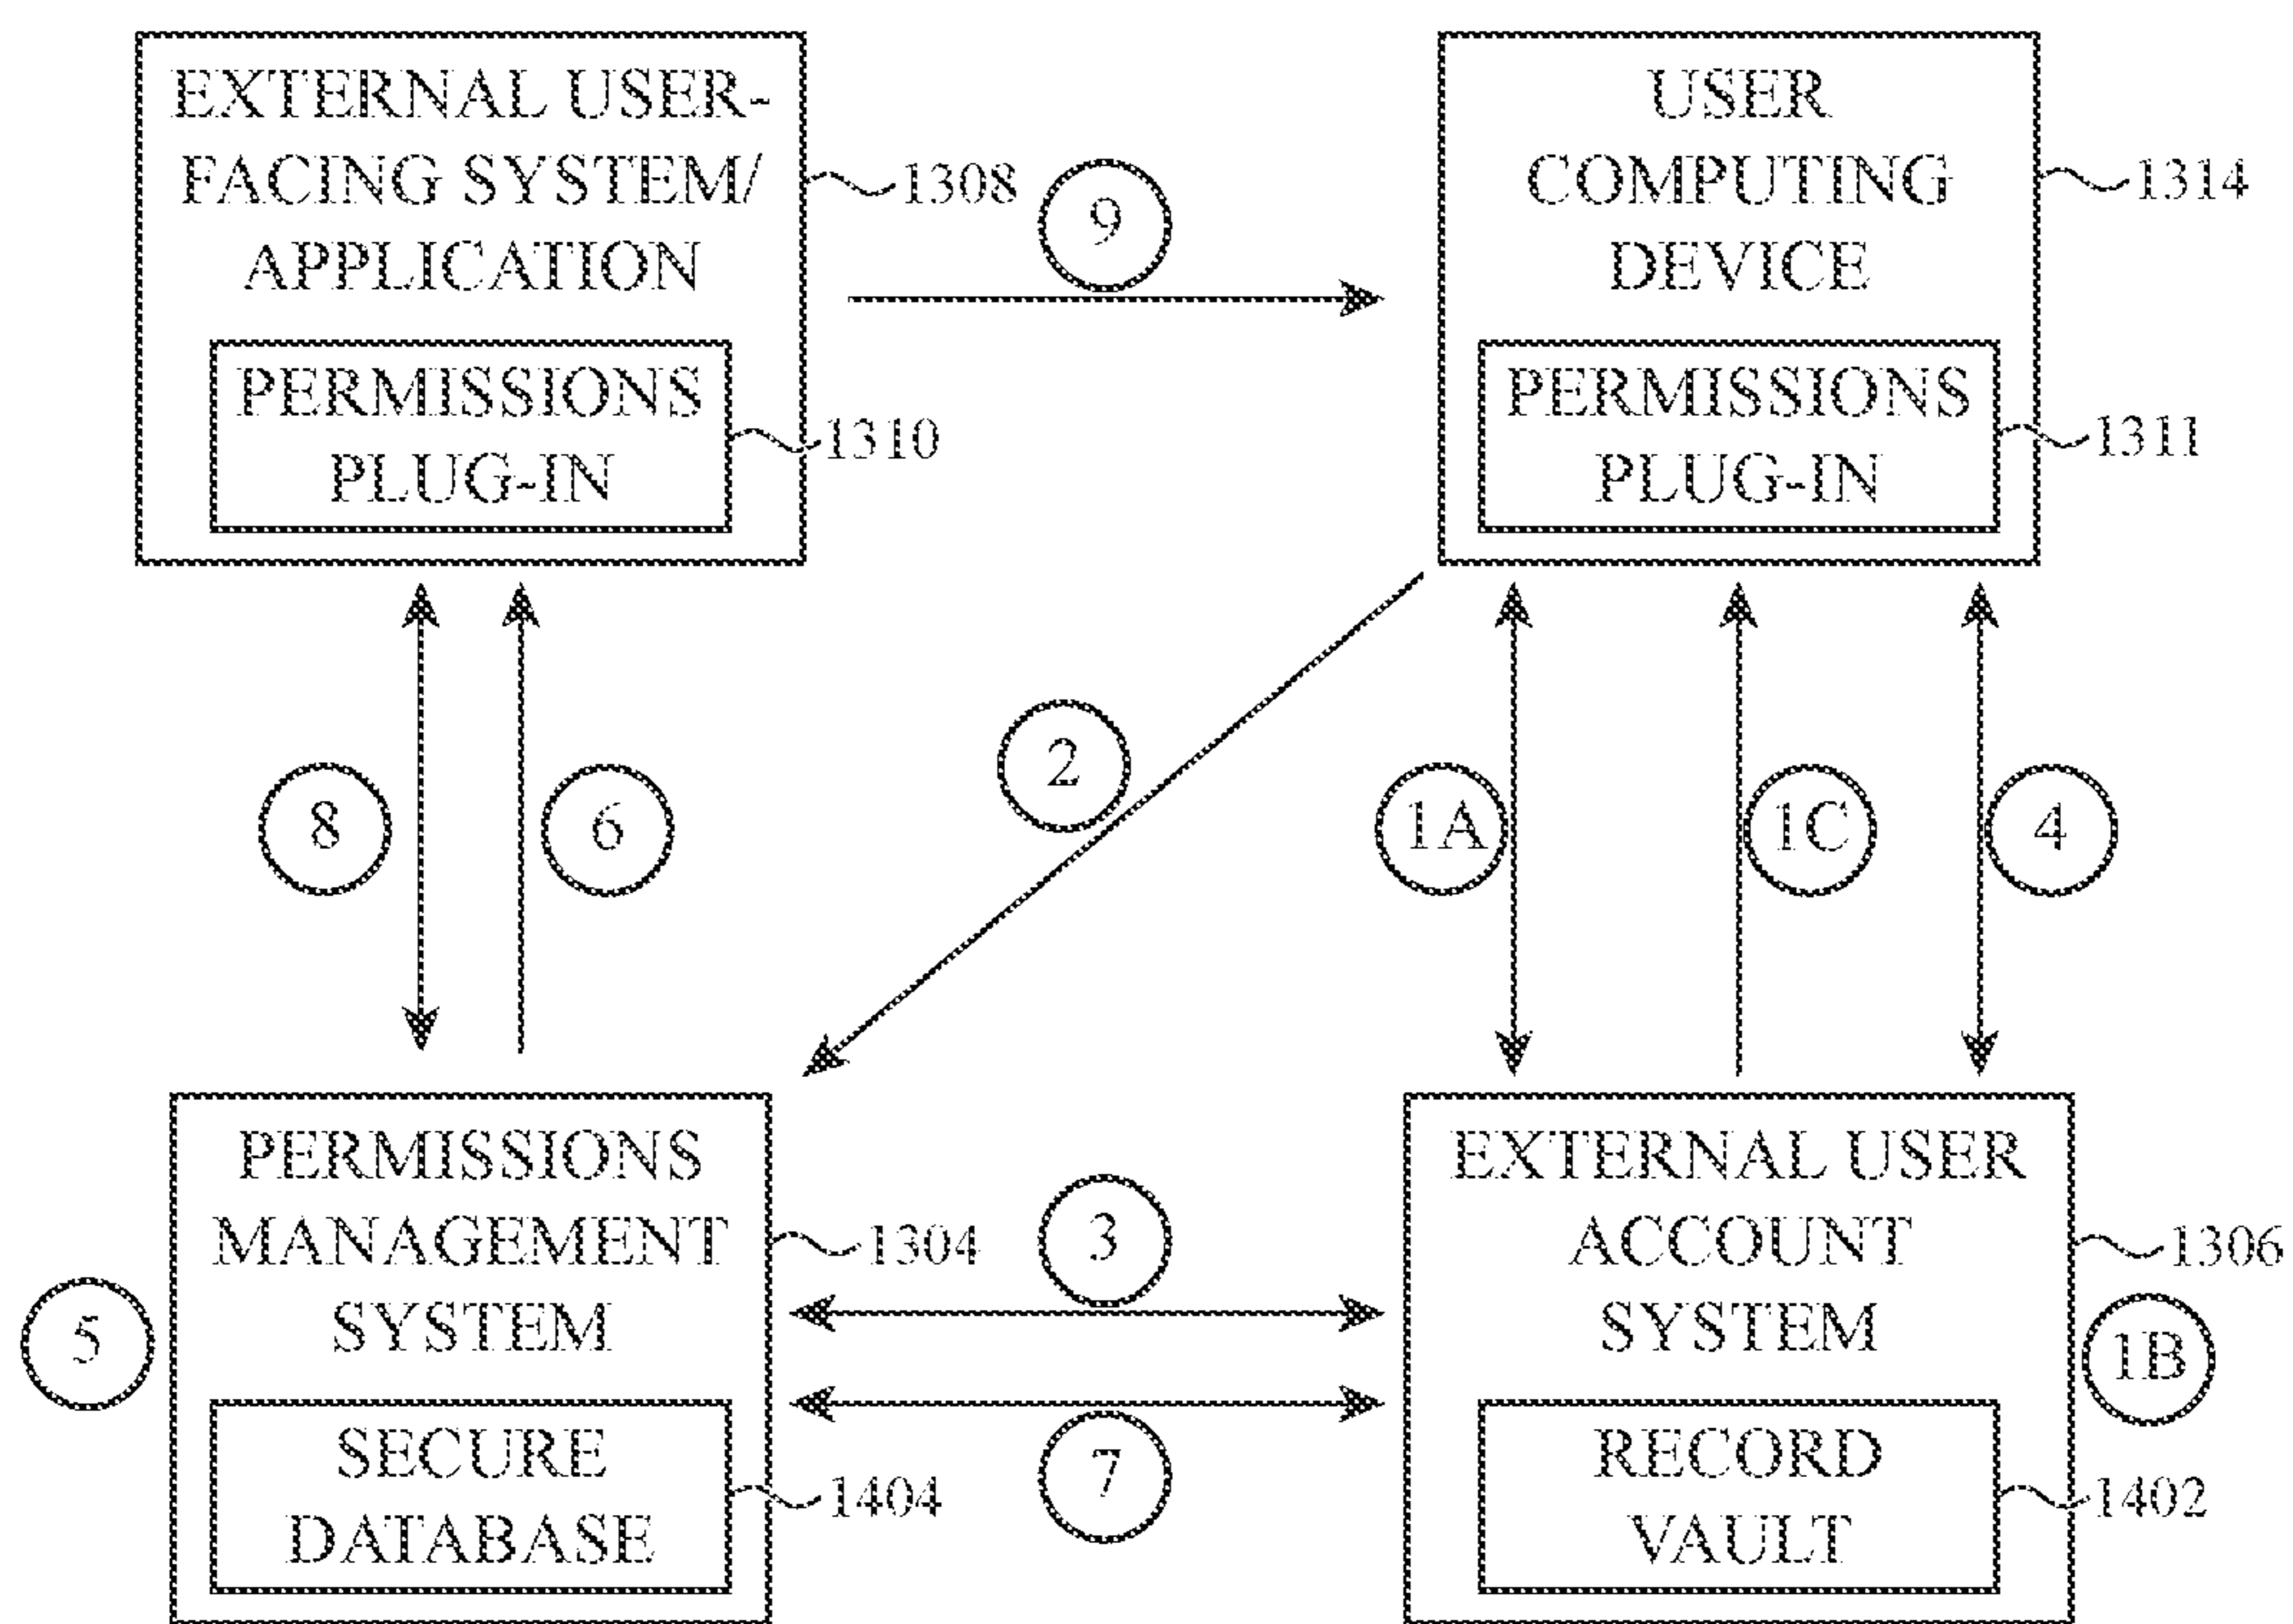 EXTERNAL USER-
FACING SYSTEM/
APPLICATION
1308
PERMISSIONS
PLUG-IN
1310
9
USER
COMPUTING
DEVICE
1314
PERMISSIONS
PLUG-IN
1311
8
6
2
1A
1C
4
PERMISSIONS
MANAGEMENT
SYSTEM
1304
5
SECURE
DATABASE
1404
3
7
EXTERNAL USER
ACCOUNT
SYSTEM
1306
1B
RECORD
VAULT
1402